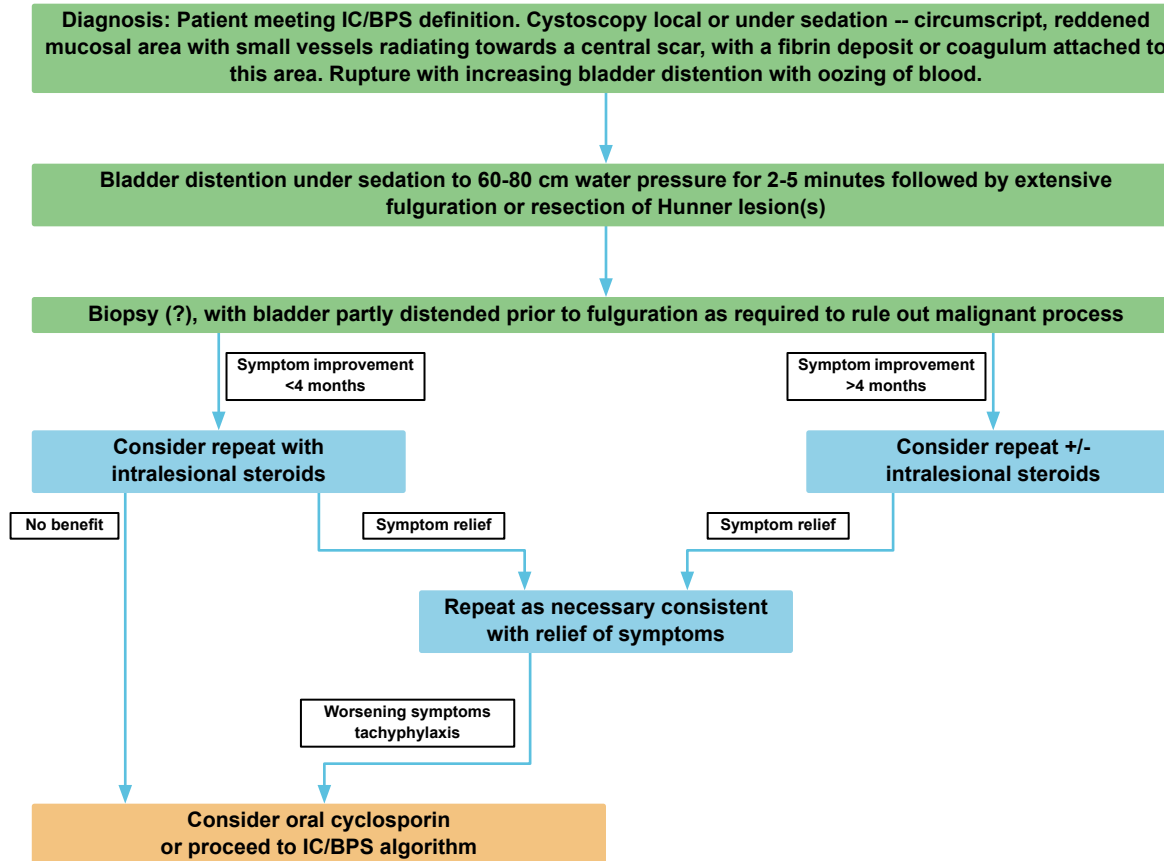 Diagnosis: Patient meeting IC/BPS definition. Cystoscopy local or under sedation -- circumscript, reddened
mucosal area with small vessels radiating towards a central scar, with a fibrin deposit or coagulum attached to
this area. Rupture with increasing bladder distention with oozing of blood.
Bladder distention under sedation to 60-80 cm water pressure for 2-5 minutes followed by extensive
fulguration or resection of Hunner lesion(s)
Biopsy (?), with bladder partly distended prior to fulguration as required to rule out malignant process
Symptom improvement
<4 months
Symptom improvement
>4 months
Consider repeat with
intralesional steroids
Consider repeat +/-
intralesional steroids
No benefit
Symptom relief
Symptom relief
Repeat as necessary consistent
with relief of symptoms
Worsening symptoms
tachyphylaxis
Consider oral cyclosporin
or proceed to IC/BPS algorithm